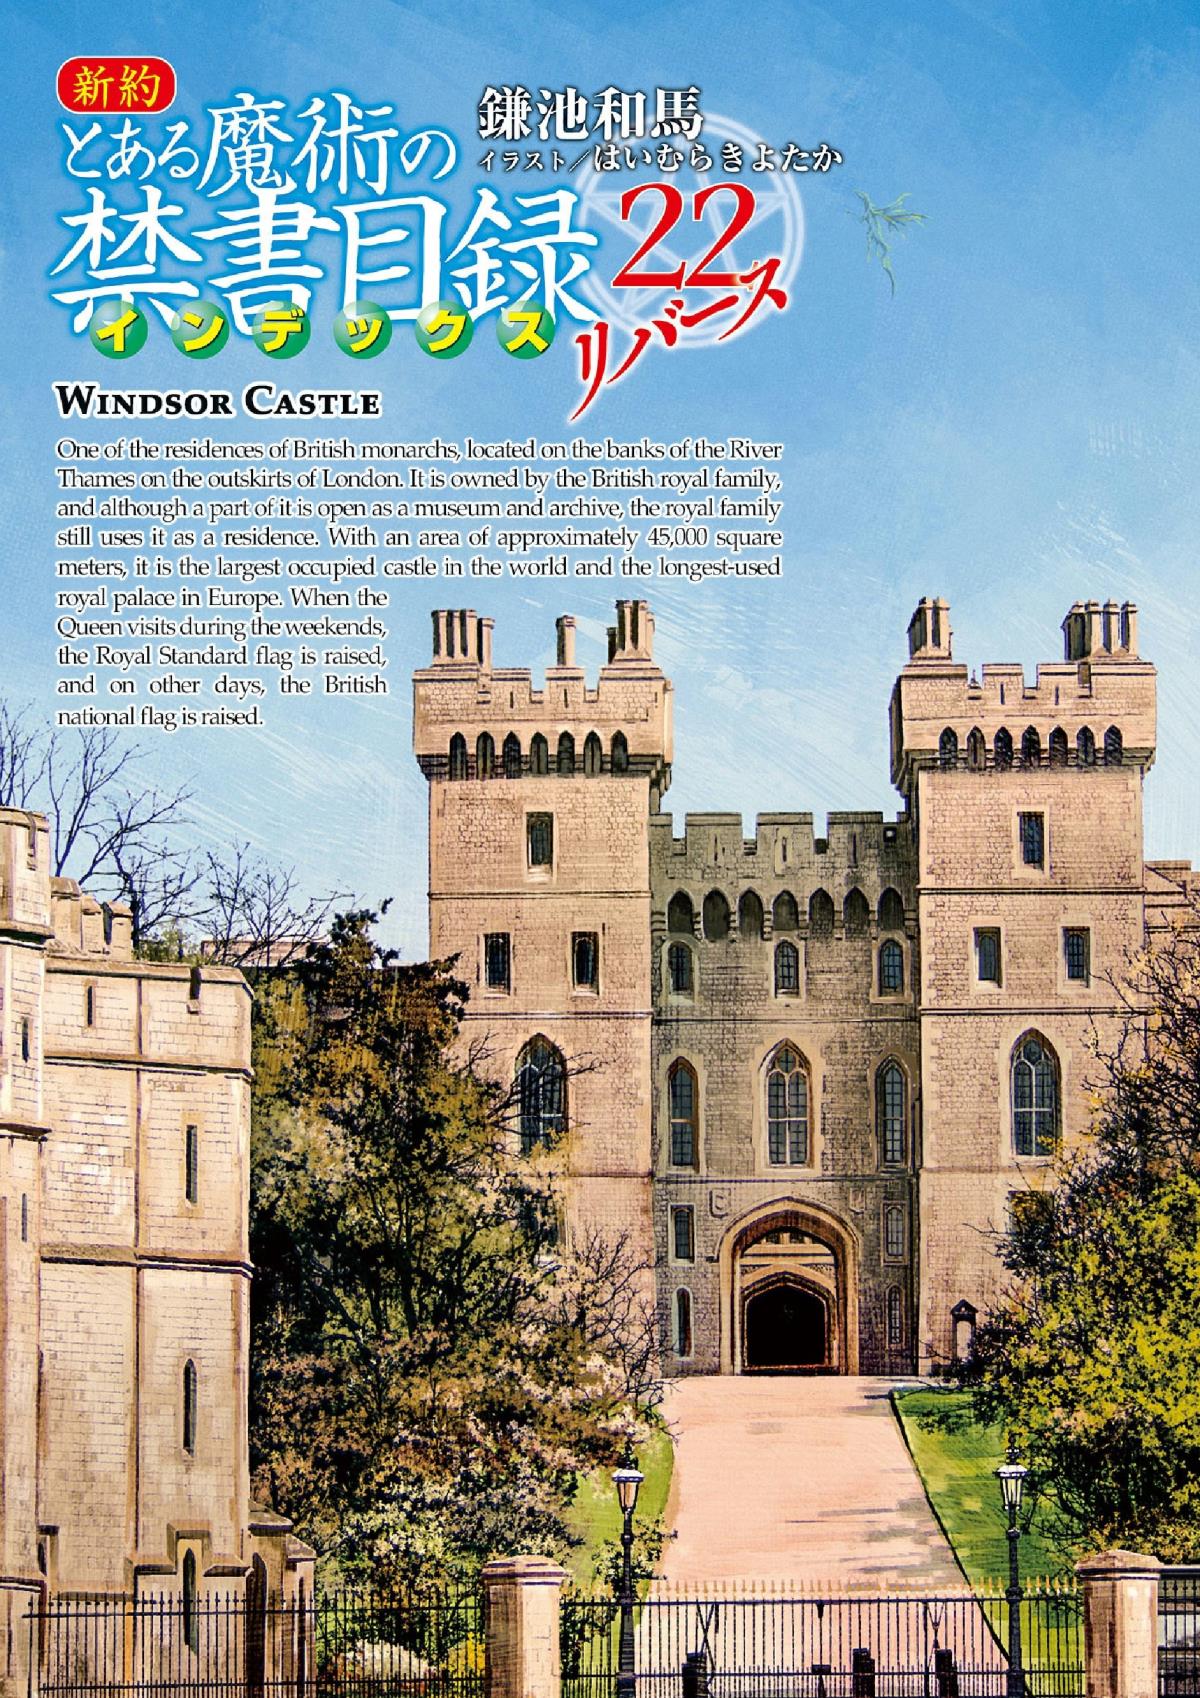 新約
とある魔術の
禁書目録
インデックス
鎌池和馬
イラスト／はいむらきよたか
22
リバース
WINDSOR CASTLE
One of the residences of British monarchs, located on the banks of the River
Thames on the outskirts of London. It is owned by the British royal family,
and although a part of it is open as a museum and archive, the royal family
still uses it as a residence. With an area of approximately 45,000 square
meters, it is the largest occupied castle in the world and the longest-used
royal palace in Europe. When the
Queen visits during the weekends,
the Royal Standard flag is raised,
and on other days, the British
national flag is raised.